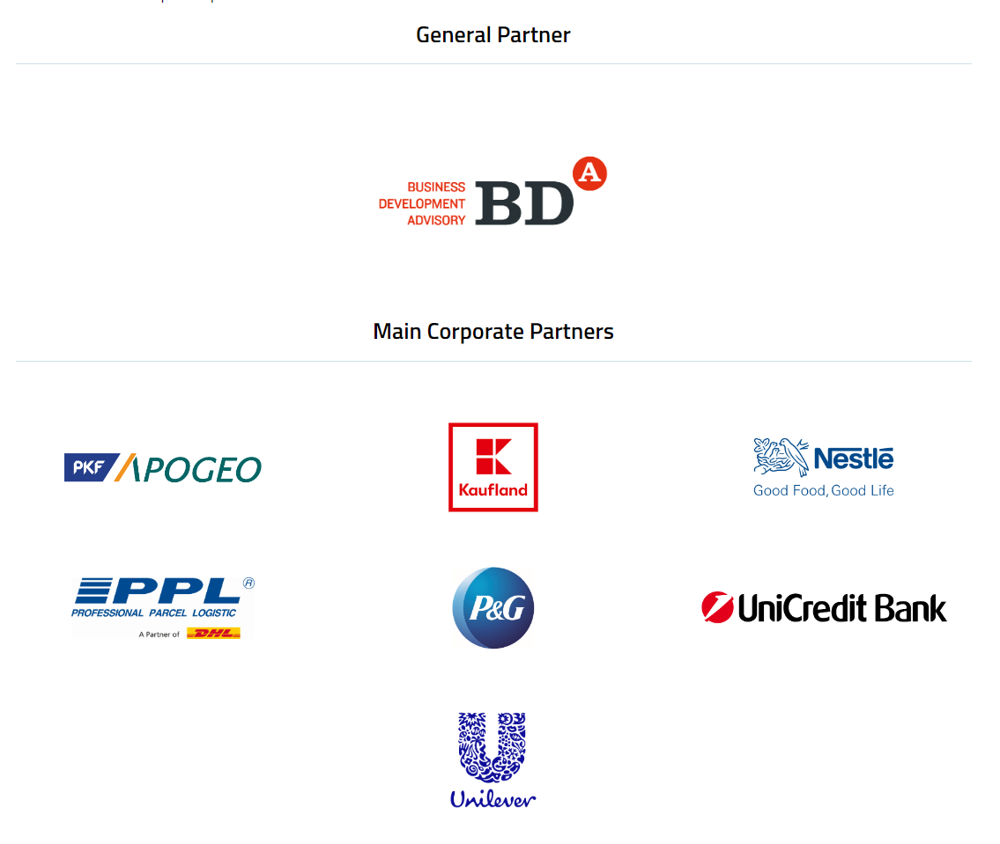 General Partner
BUSINESS
DEVELOPMENT
ADVISORY
BD A
Main Corporate Partners
PKF APOGEO
Kaufland
Nestlé
Good Food, Good Life
PPL ®
PROFESSIONAL PARCEL LOGISTIC
A Partner of DHL
P&G
UniCredit Bank
Unilever